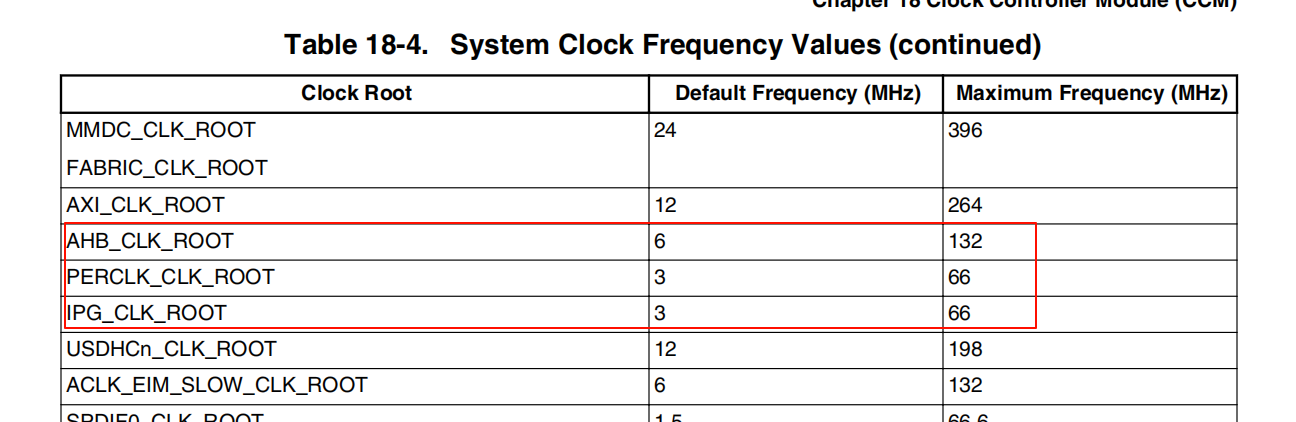 Chapter 18 Clock Controller Module (CCM)
Table 18-4. System Clock Frequency Values (continued)
Clock Root Default Frequency (MHz) Maximum Frequency (MHz)
MMDC_CLK_ROOT 24 396
FABRIC_CLK_ROOT
AXI_CLK_ROOT 12 264
AHB_CLK_ROOT 6 132
PERCLK_CLK_ROOT 3 66
IPG_CLK_ROOT 3 66
USDHCn_CLK_ROOT 12 198
ACLK_EIM_SLOW_CLK_ROOT 6 132
SPDIF0_CLK_ROOT 1.5 66.6